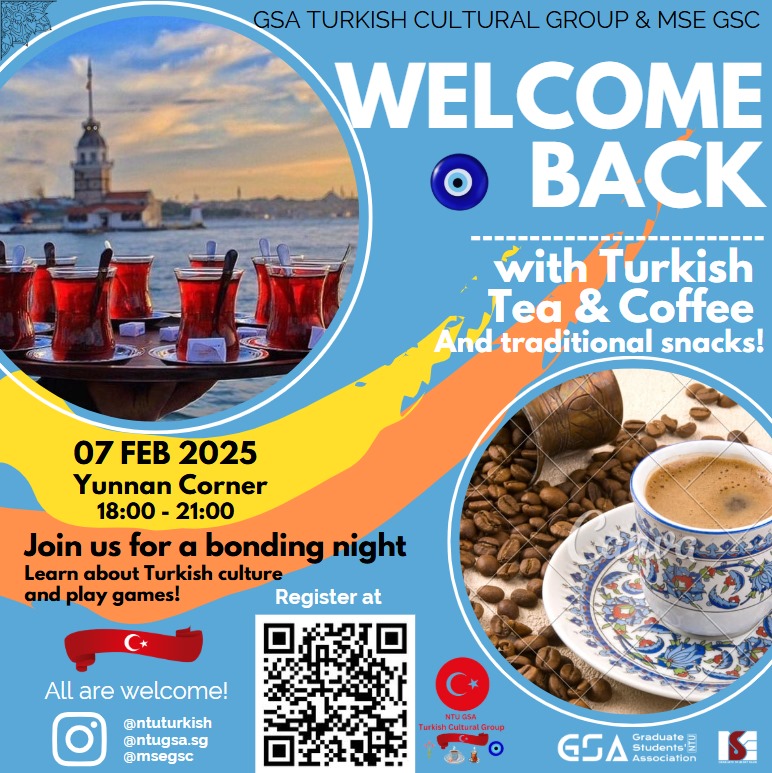 GSA TURKISH CULTURAL GROUP & MSE GSC
WELCOME
BACK
with Turkish
Tea & Coffee
And traditional snacks!
07 FEB 2025
Yunnan Corner
18:00 - 21:00
Join us for a bonding night
Learn about Turkish culture
and play games!
Register at
All are welcome!
@ntuturkish
@ntugsa.sg
@msegsc
NTU GSA
Turkish Cultural Group
GSA Graduate
Students'
Association
NTU
Canva